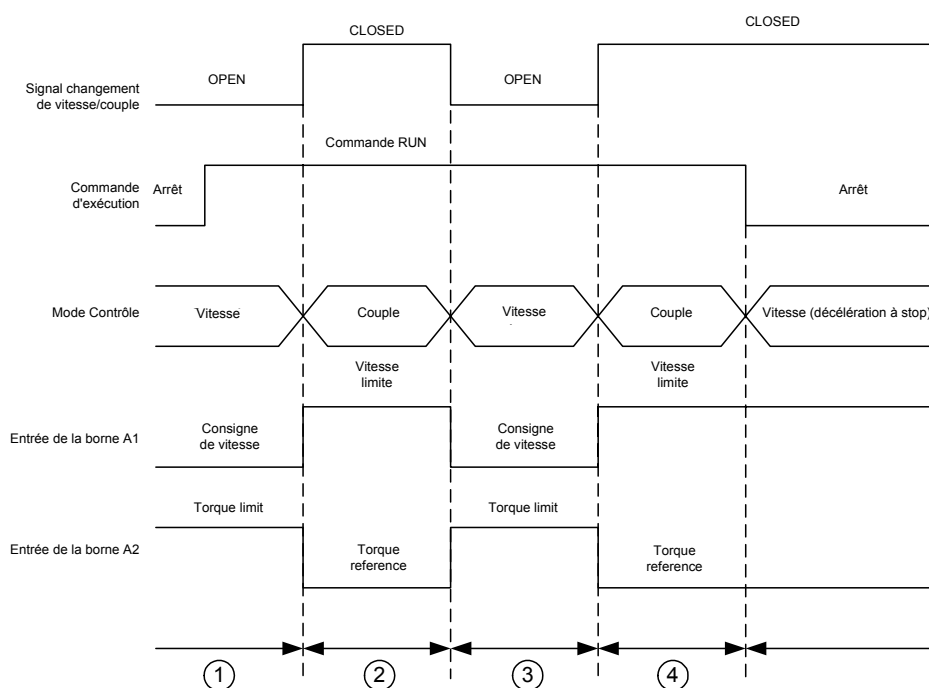 CLOSED
CLOSED
OPEN
OPEN
Signal changement
de vitesse/couple
Commande RUN
Commande
d'exécution
Arrêt
Arrêt
Mode Contrôle
Vitesse
Couple
Vitesse
Couple
Vitesse (décélération à stop)
Vitesse
limite
Vitesse
limite
Entrée de la borne A1
Consigne
de vitesse
Consigne
de vitesse
Torque limit
Torque limit
Entrée de la borne A2
Torque
reference
Torque
reference
1
2
3
4